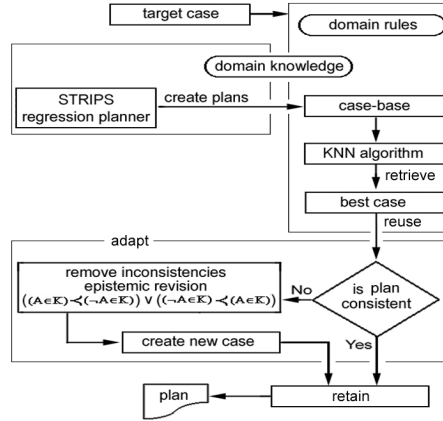 target case
domain rules
domain knowledge
STRIPS
regression planner
create plans
case-base
KNN algorithm
retrieve
best case
reuse
adapt
remove inconsistencies
epistemic revision
((A∈K)≺(¬A∈K)) ∨ ((¬A∈K)≺(A∈K))
No
is plan
consistent
Yes
create new case
plan
retain